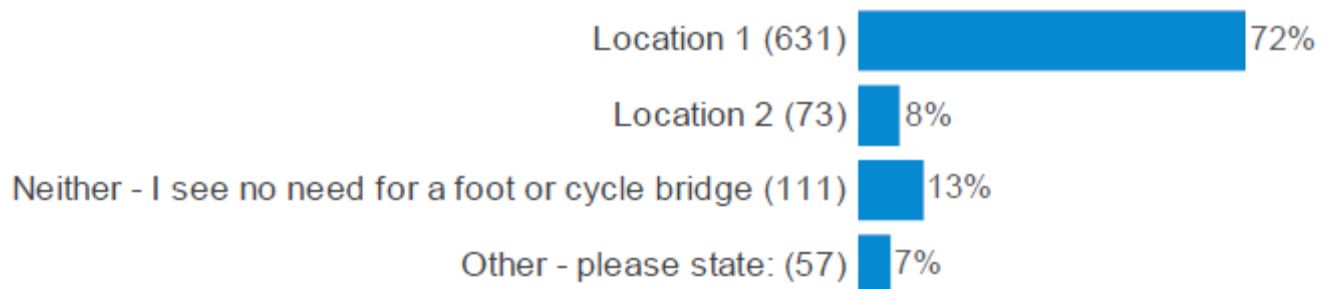 Location 1 (631) 72%
Location 2 (73) 8%
Neither - I see no need for a foot or cycle bridge (111) 13%
Other - please state: (57) 7%